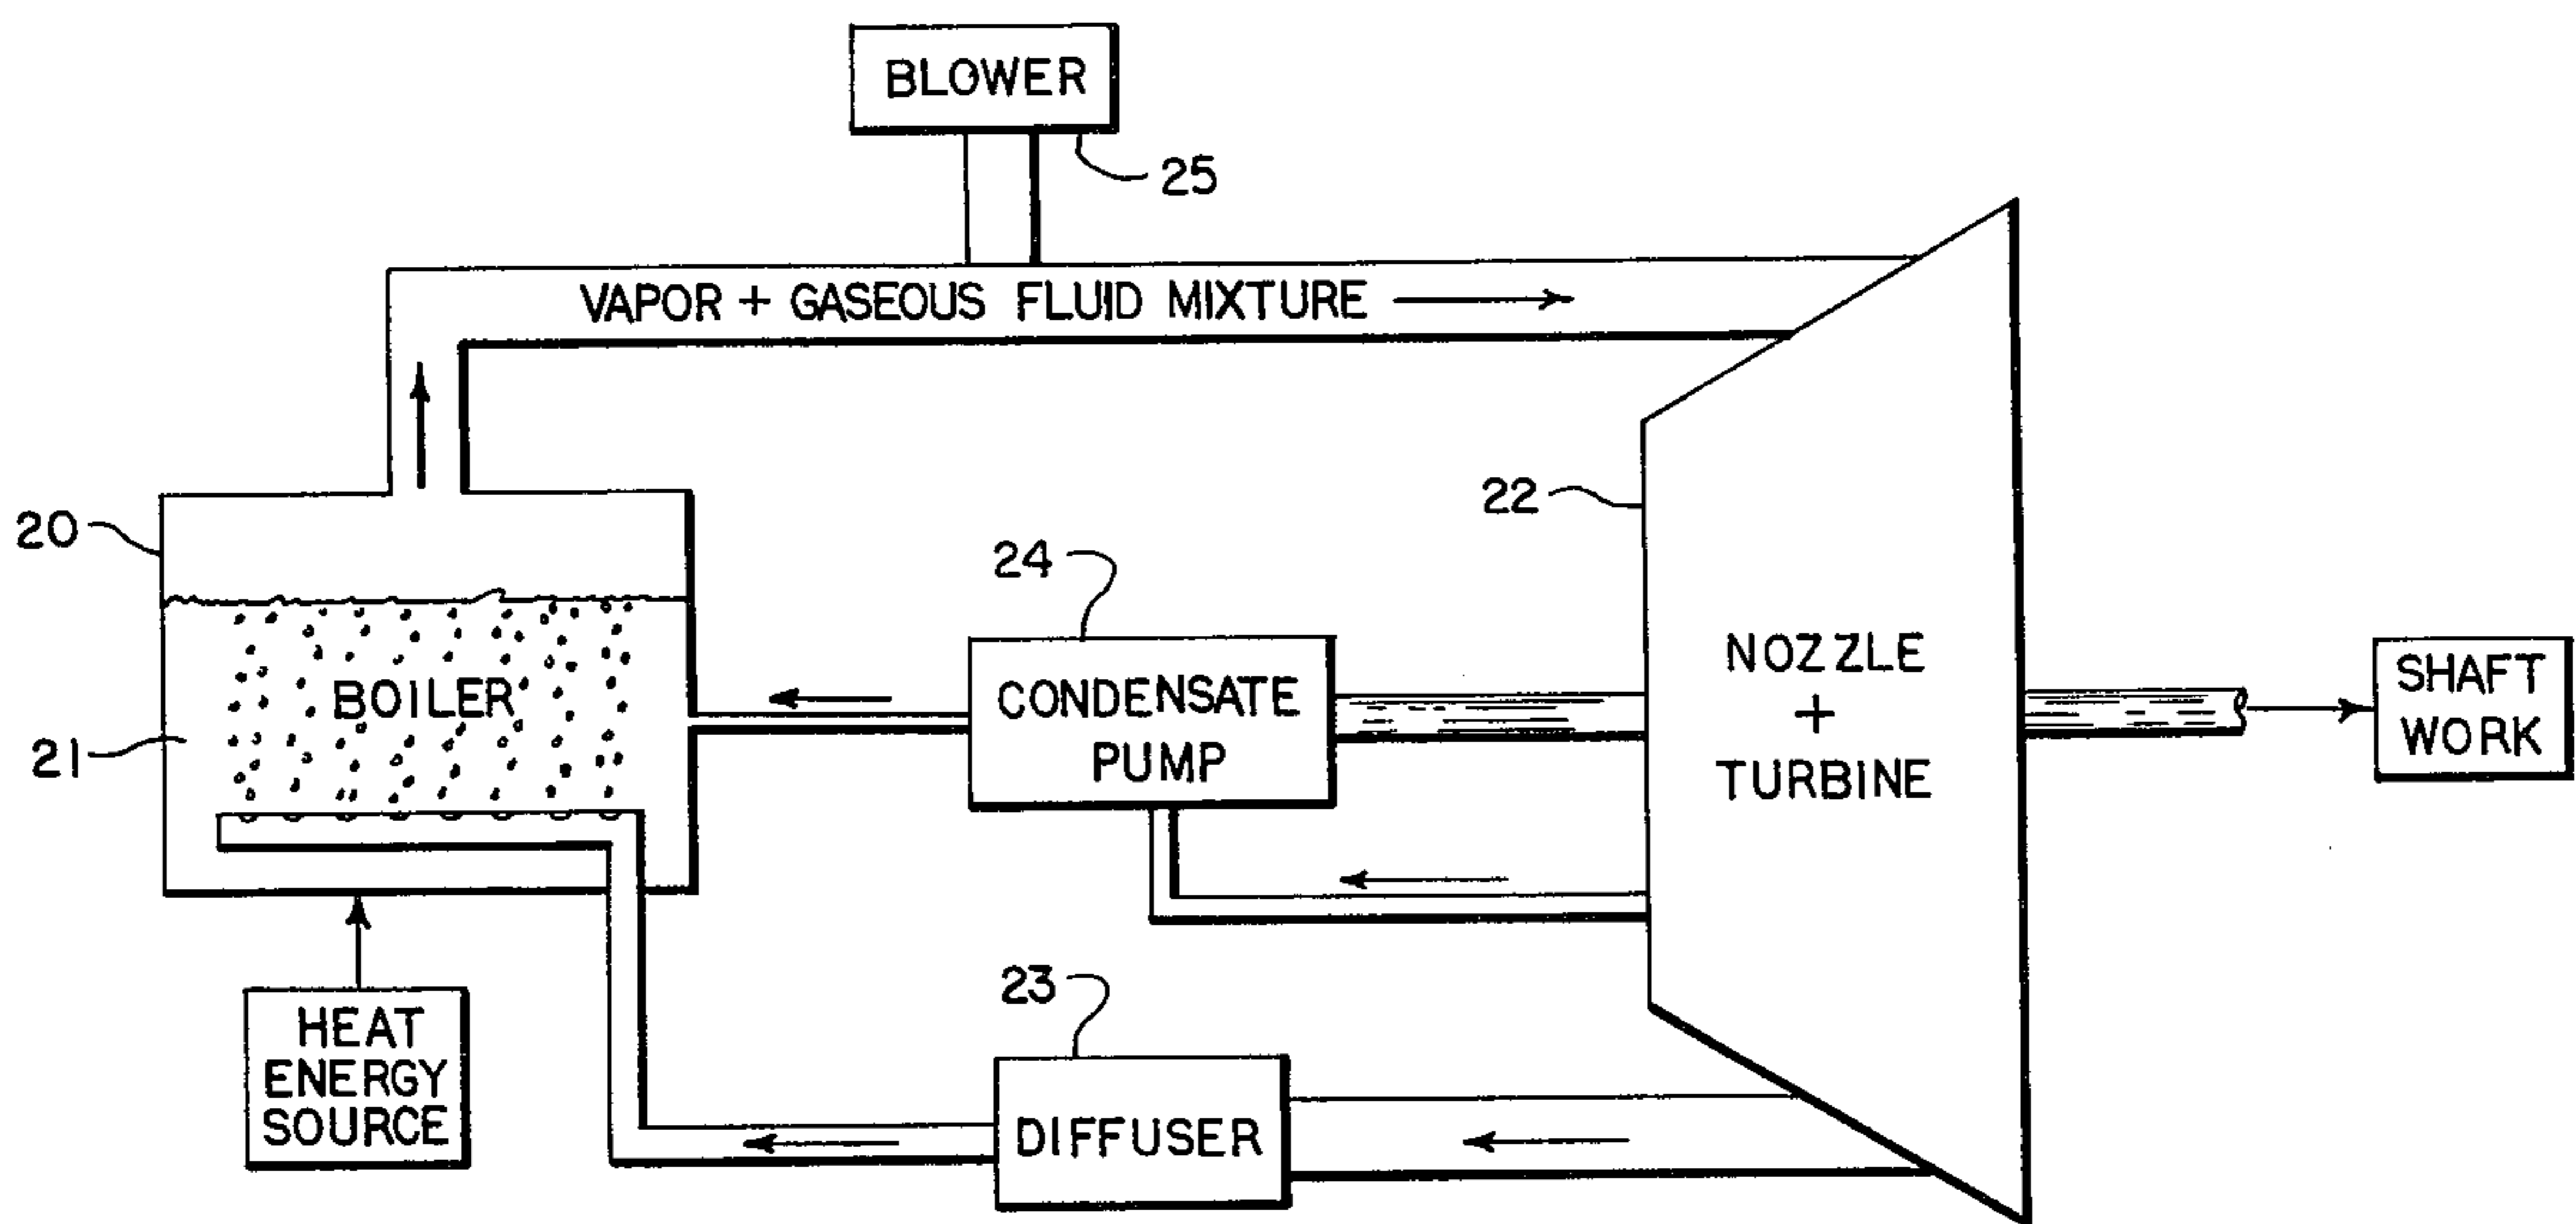 BLOWER
25
VAPOR + GASEOUS FLUID MIXTURE
20
22
24
BOILER
21
CONDENSATE
PUMP
NOZZLE
+
TURBINE
SHAFT
WORK
HEAT
ENERGY
SOURCE
23
DIFFUSER